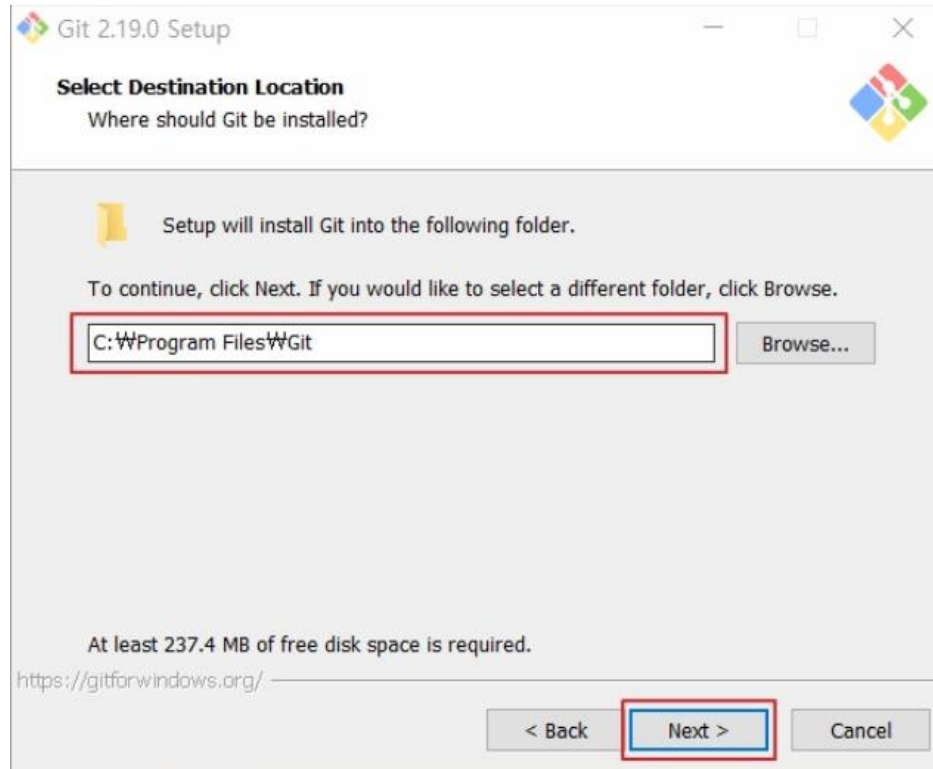 Git 2.19.0 Setup
Select Destination Location
Where should Git be installed?
Setup will install Git into the following folder.
To continue, click Next. If you would like to select a different folder, click Browse.
C:₩Program Files₩Git
Browse...
At least 237.4 MB of free disk space is required.
https://gitforwindows.org/
< Back
Next >
Cancel